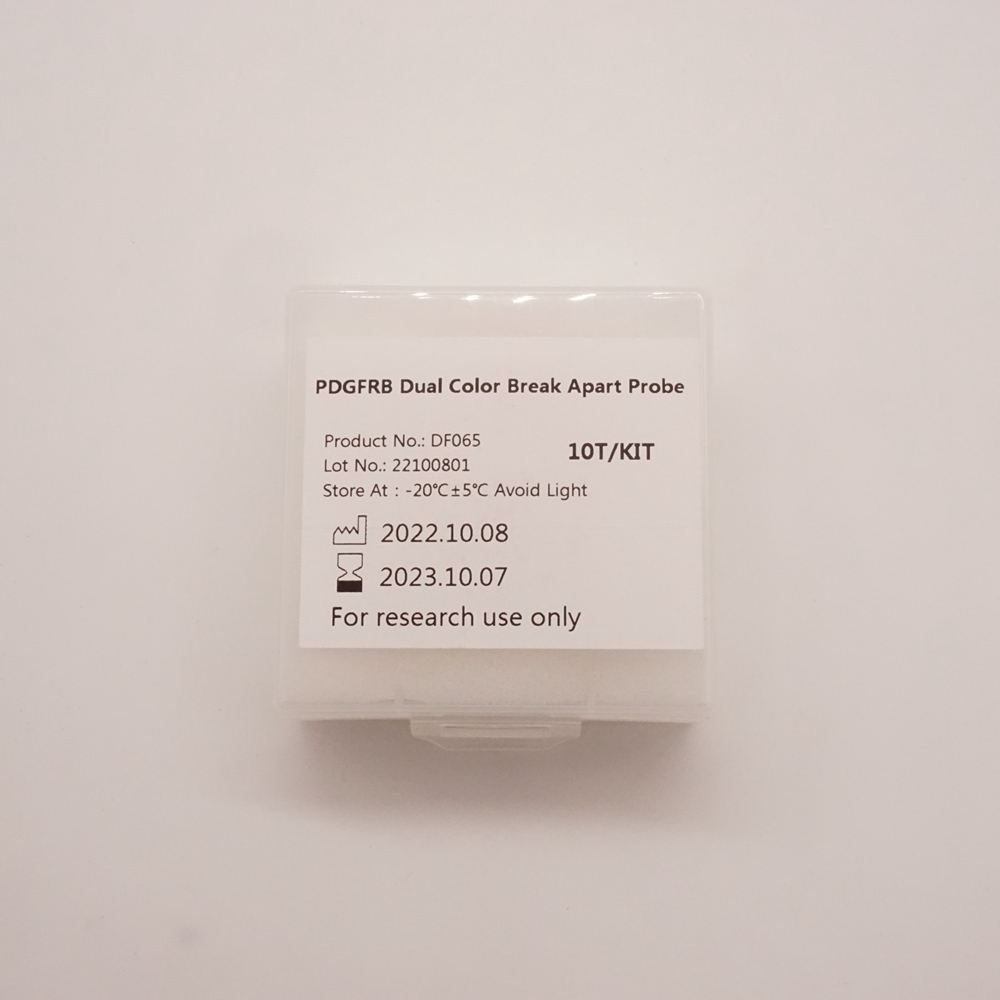 PDGFRB Dual Color Break Apart Probe
Product No.: DF065
10T/KIT
Lot No.: 22100801
Store At : -20℃±5℃ Avoid Light
2022.10.08
2023.10.07
For research use only